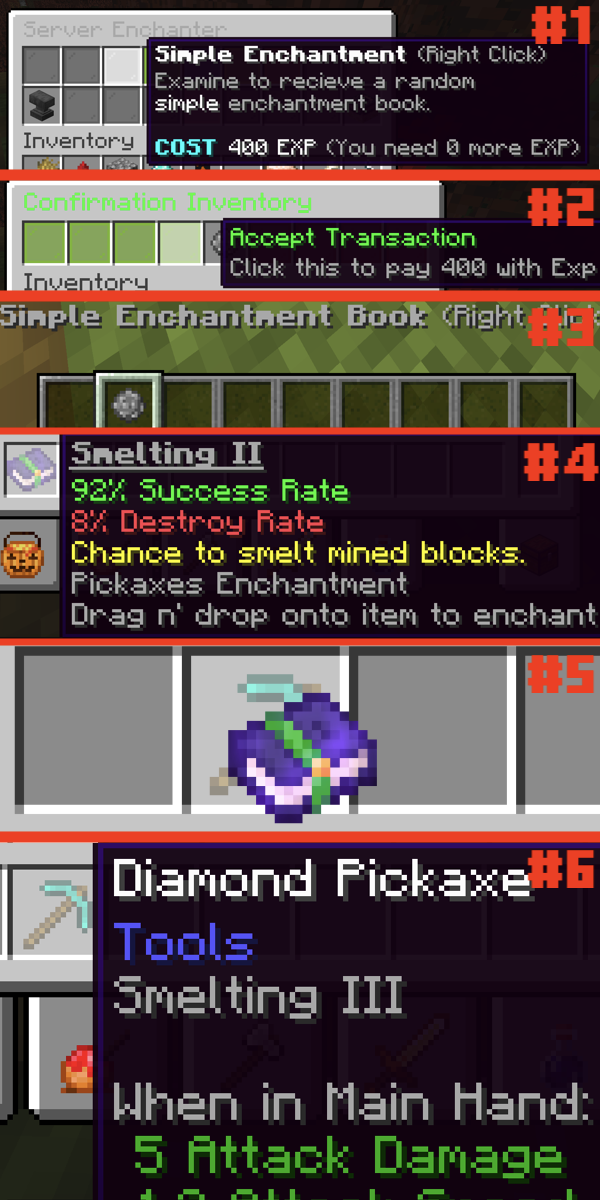 Server Enchanter
#1
Simple Enchantment (Right Click)
Examine to recieve a random
simple enchantment book.
COST 400 EXP (You need 0 more EXP)
Inventory
#2
Confirmation Inventory
Accept Transaction
Click this to pay 400 with Exp
Inventory
Simple Enchantment Book (Right Click
#3
#4
Smelting II
92% Success Rate
8% Destroy Rate
Chance to smelt mined blocks.
Pickaxes Enchantment
Drag n' drop onto item to enchant
#5
Diamond Pickaxe
#6
Tools
Smelting III
When in Main Hand:
5 Attack Damage